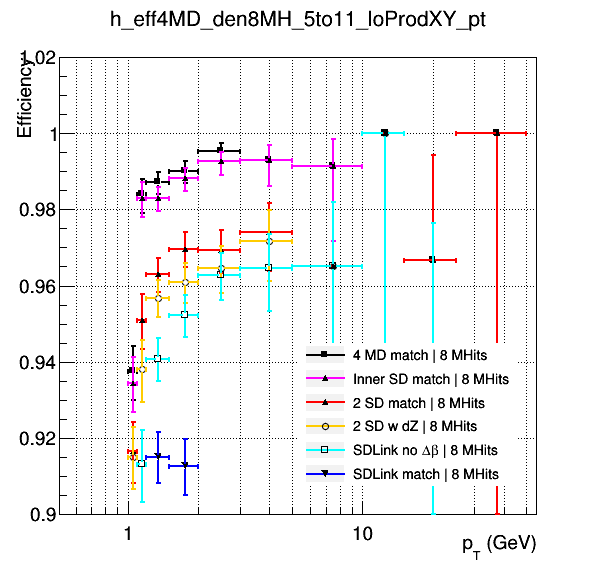 h_eff4MD_den8MH_5to11_loProdXY_pt
Efficiency
1.02
1
0.98
0.96
0.94
0.92
0.9
4 MD match | 8 MHits
Inner SD match | 8 MHits
2 SD match | 8 MHits
2 SD w dZ | 8 MHits
SDLink no Δβ | 8 MHits
SDLink match | 8 MHits
1 10
p_T (GeV)